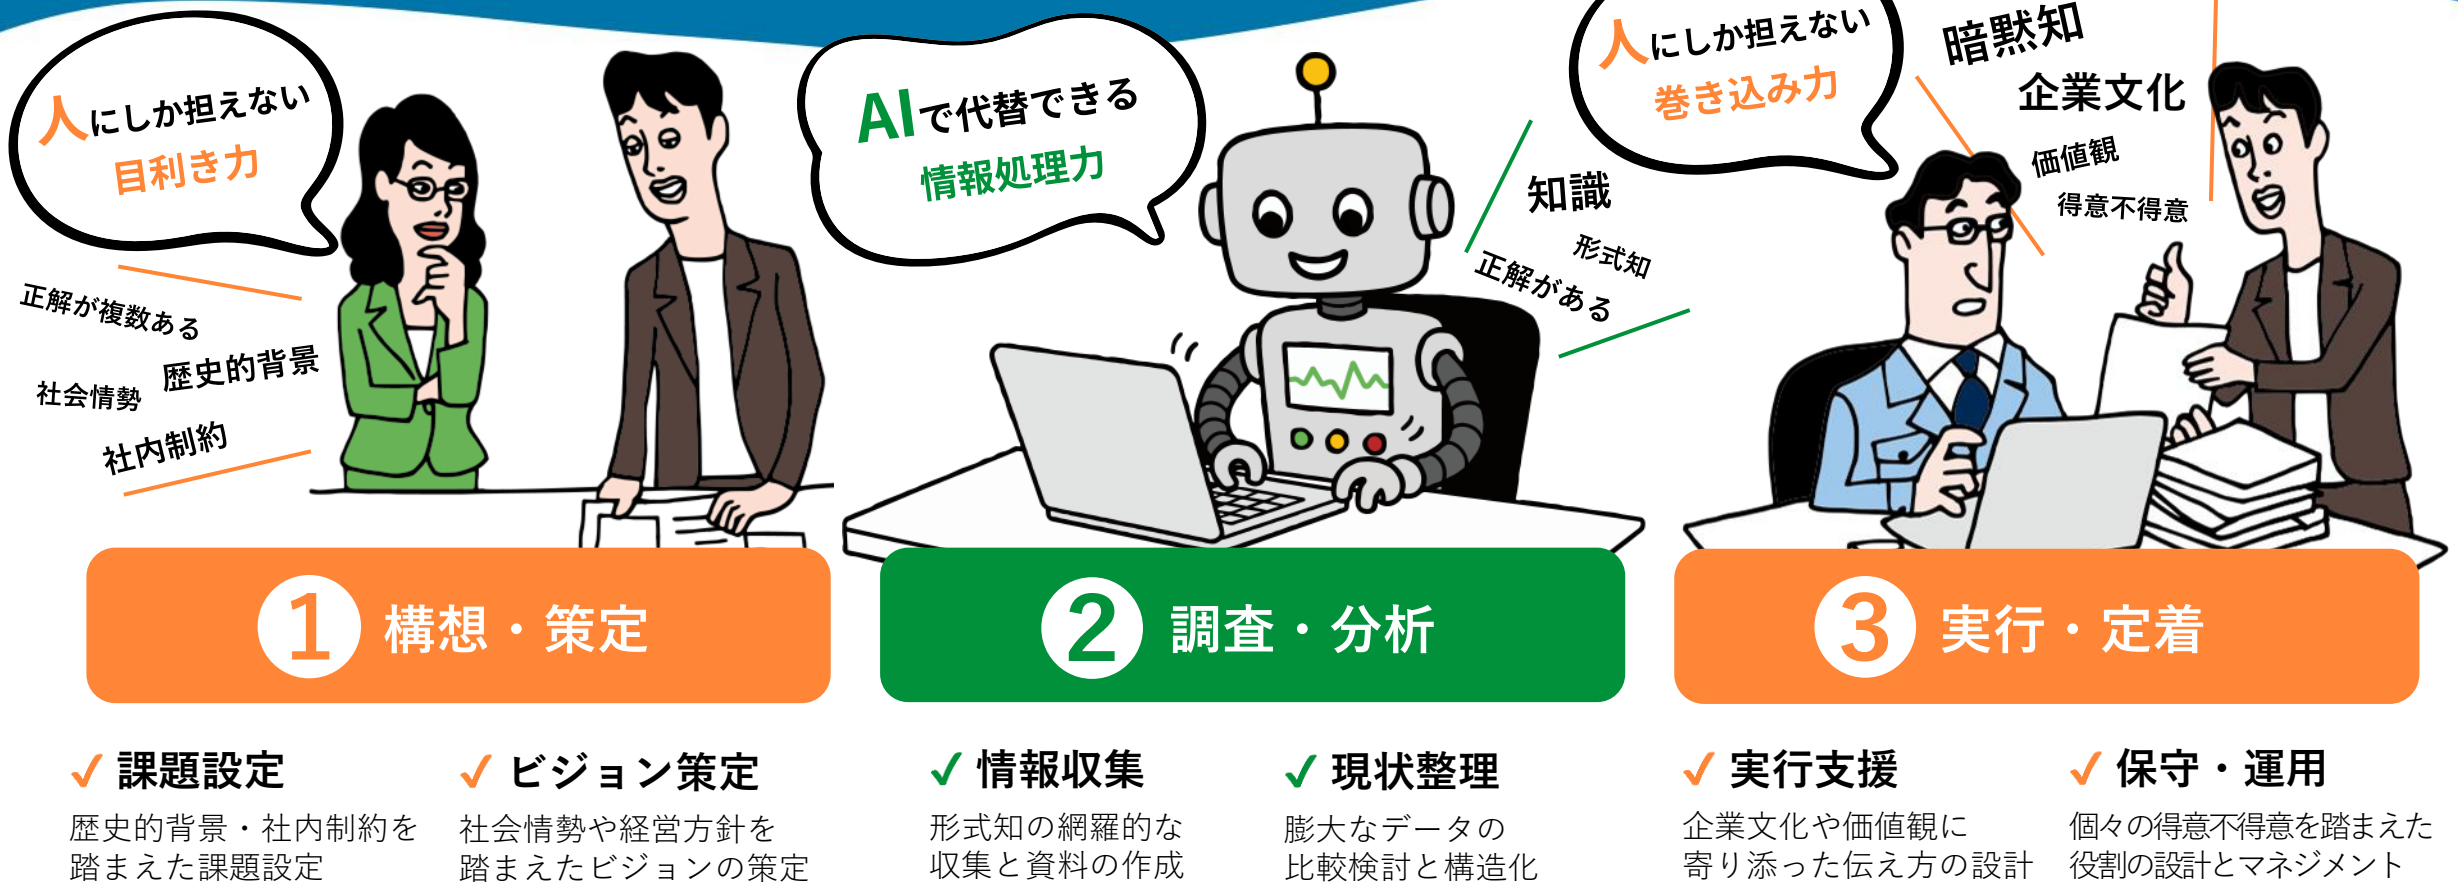 人にしか担えない
目利き力
正解が複数ある
歴史的背景
社会情勢
社内制約
AIで代替できる
情報処理力
知識
形式知
正解がある
人にしか担えない
巻き込み力
暗黙知
企業文化
価値観
得意不得意
1 構想・策定
2 調査・分析
3 実行・定着
✓ 課題設定
歴史的背景・社内制約を
踏まえた課題設定
✓ ビジョン策定
社会情勢や経営方針を
踏まえたビジョンの策定
✓ 情報収集
形式知の網羅的な
収集と資料の作成
✓ 現状整理
膨大なデータの
比較検討と構造化
✓ 実行支援
企業文化や価値観に
寄り添った伝え方の設計
✓ 保守・運用
個々の得意不得意を踏まえた
役割の設計とマネジメント